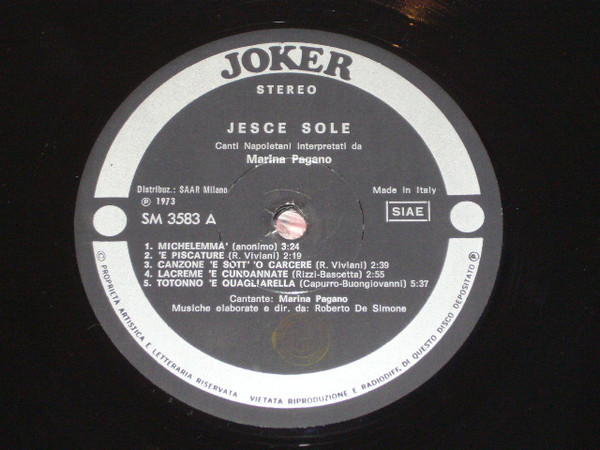 JOKER
STEREO
JESCE SOLE
Canti Napoletani interpretati da
Marina Pagano
Distribuz.: SAAR Milano
Ⓟ 1973
SM 3583 A
Made in Italy
SIAE
1. MICHELEMMA' (anonimo) 3:24
2. 'E PISCATURE (R. Viviani) 2:19
3. CANZONE 'E SOTT' 'O CARCERE (R. Viviani) 2:39
4. LACREME 'E CUNDANNATE (Rizzi-Bascetta) 2:55
5. TOTONNO 'E QUAGLIARELLA (Capurro-Buongiovanni) 5:37
Cantante: Marina Pagano
Musiche elaborate e dir. da: Roberto De Simone
© PROPRIETA ARTISTICA E LETTERARIA RISERVATA VIETATA RIPRODUZIONE E RADIODIFF. DI QUESTO DISCO DEPOSITATO Ⓟ